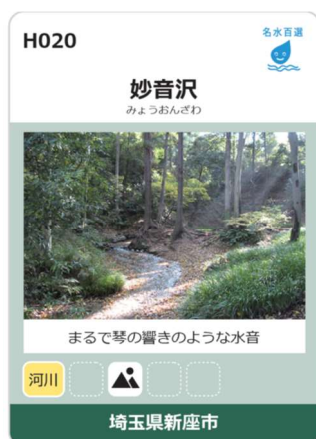 H020
名水百選
妙音沢
みょうおんざわ
まるで琴の響きのような水音
河川
埼玉県新座市